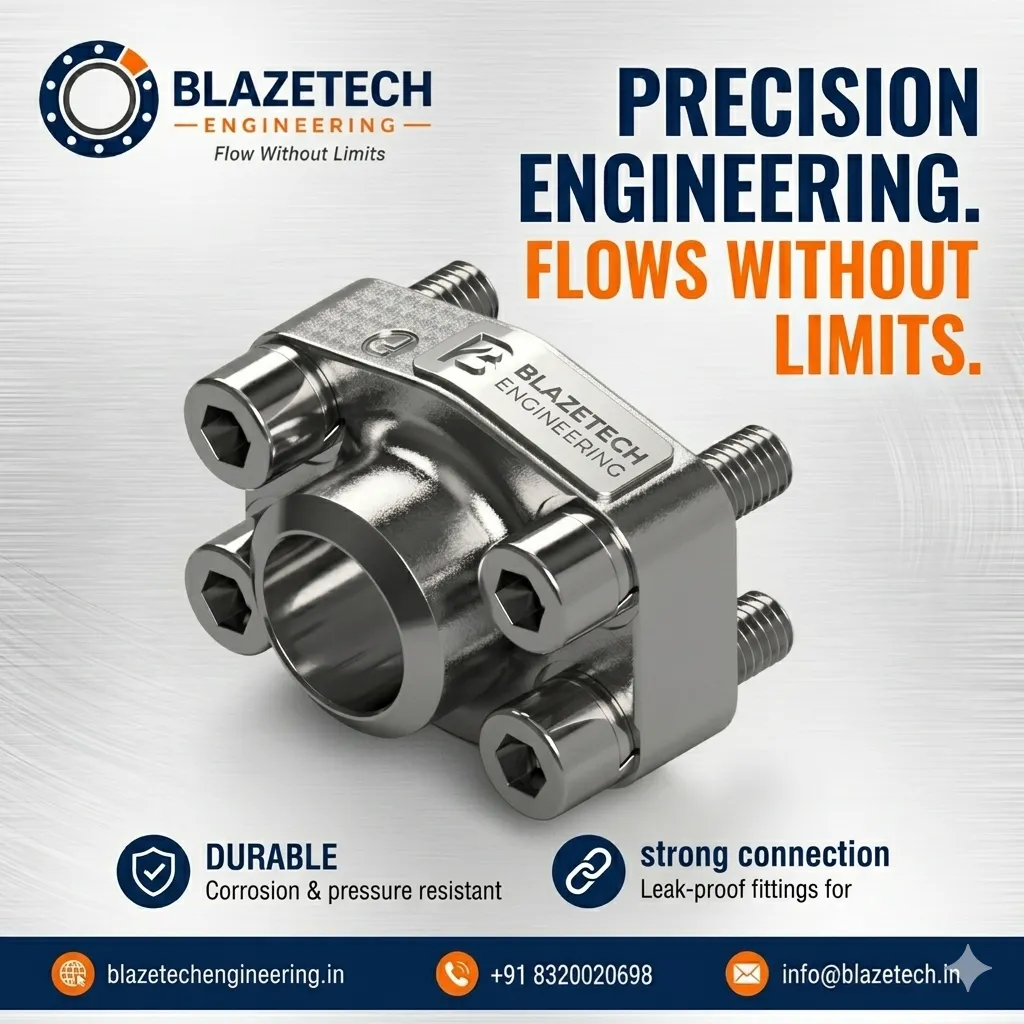 BLAZETECH
ENGINEERING
Flow Without Limits
PRECISION
ENGINEERING.
FLOWS WITHOUT
LIMITS.
BLAZETECH
ENGINEERING
DURABLE
Corrosion & pressure resistant
strong connection
Leak-proof fittings for
blazetechengineering.in
+91 8320020698
info@blazetech.in